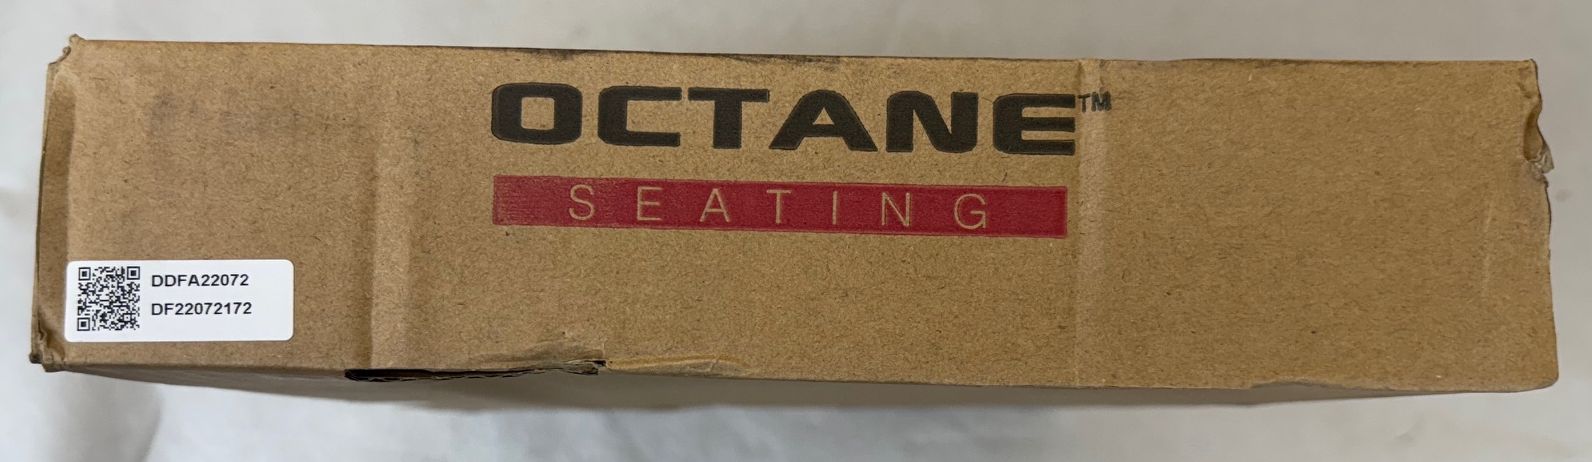 OCTANE™
SEATING
DDFA22072
DF22072172